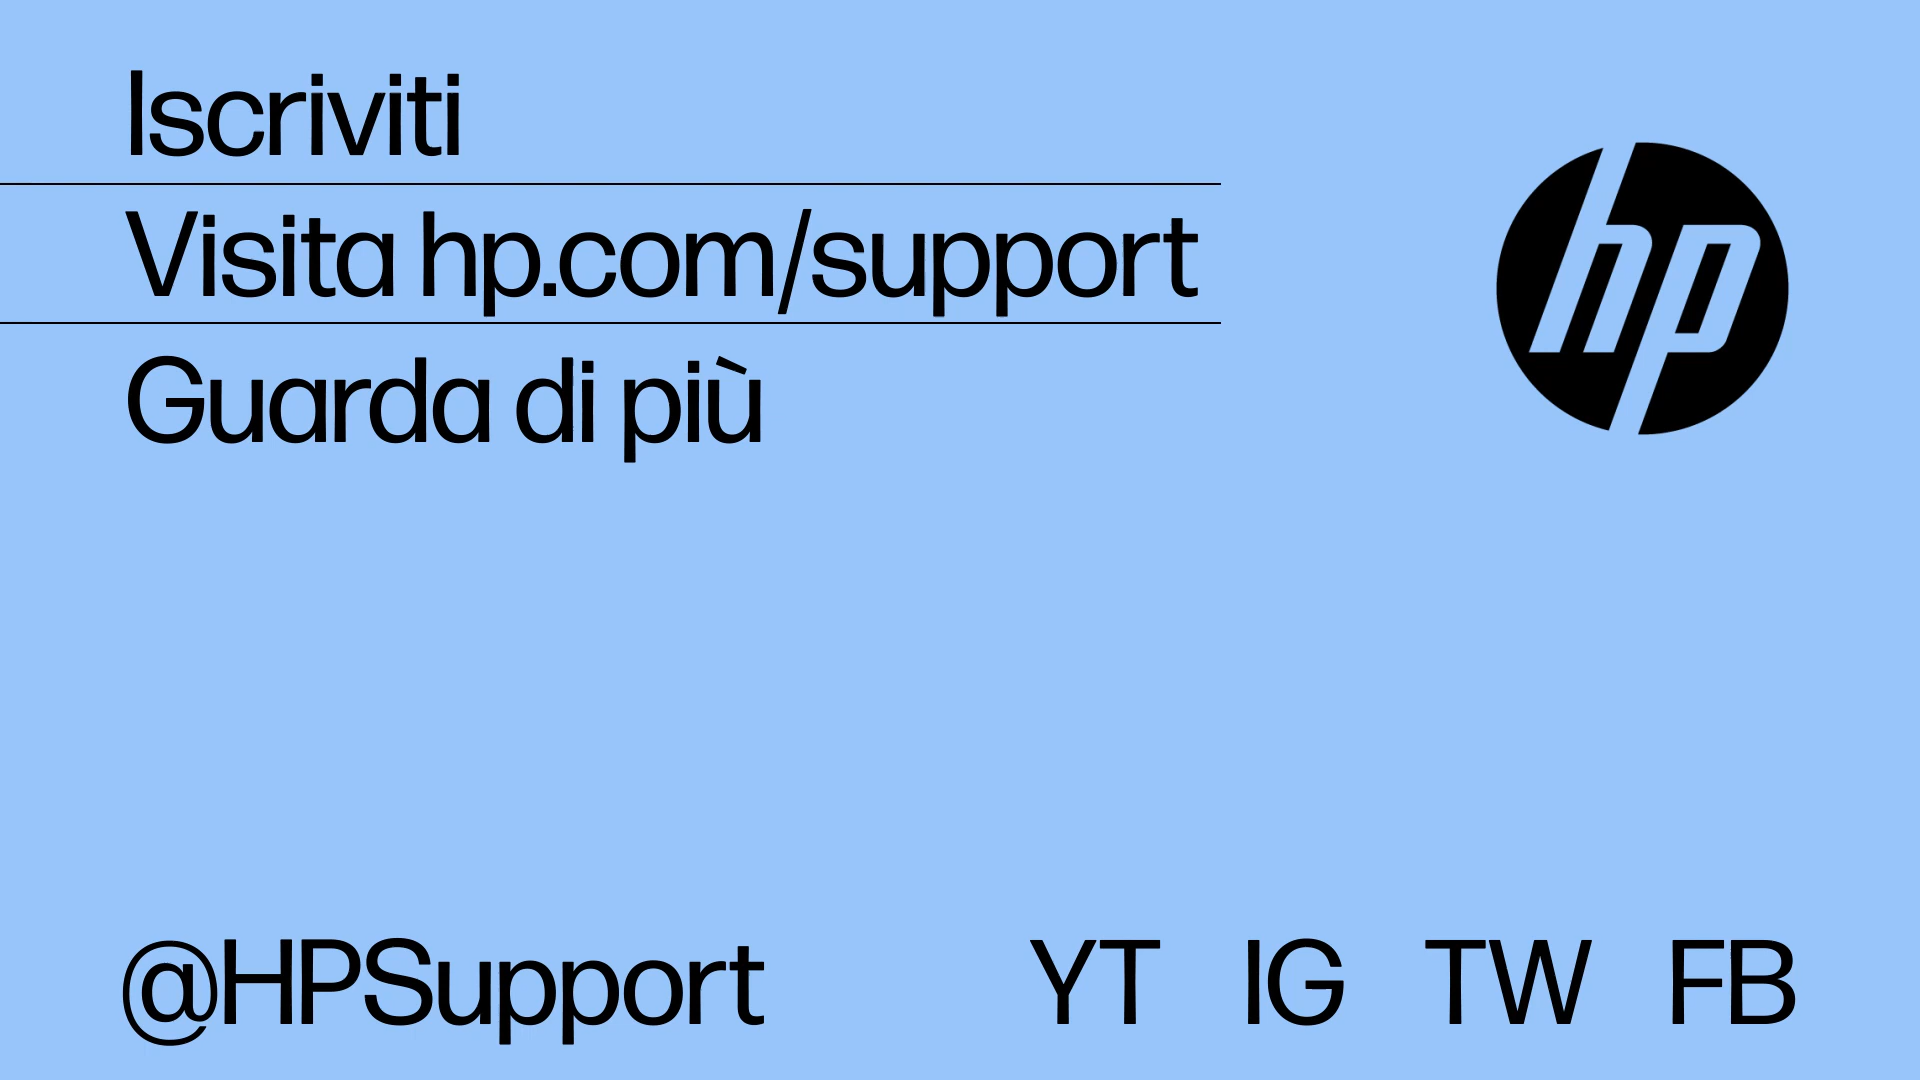 Iscriviti
Visita hp.com/support
Guarda di più
hp
@HPSupport YT IG TW FB